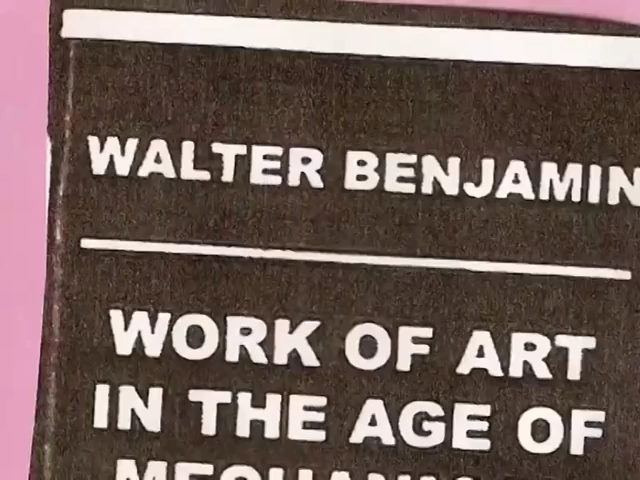 WALTER BENJAMIN
WORK OF ART
IN THE AGE OF